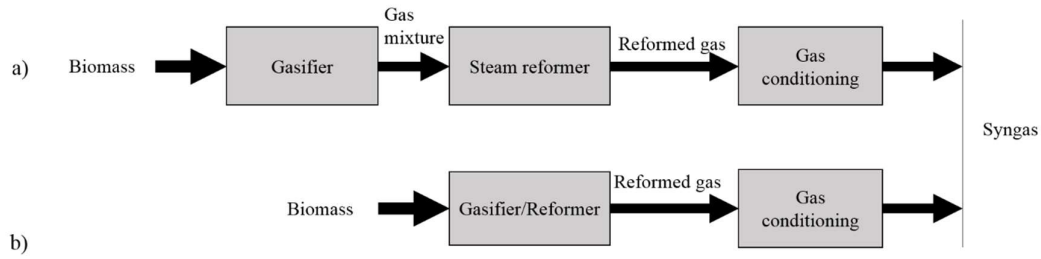 Gas
mixture
Reformed gas
a)
Biomass
Gasifier
Steam reformer
Gas
conditioning
Syngas
Reformed gas
Biomass
Gasifier/Reformer
Gas
conditioning
b)